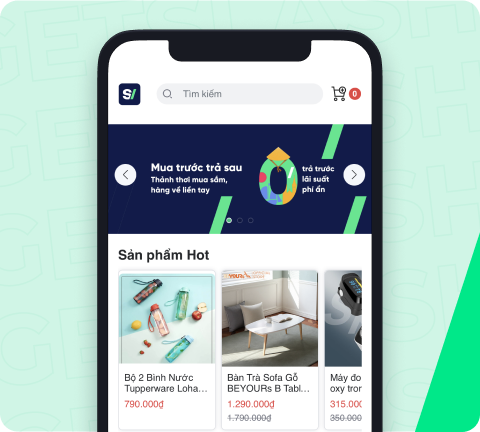 GETSLASH
S/
Tìm kiếm
0
Mua trước trả sau
Thảnh thơi mua sắm,
hàng về liền tay
0
trả trước
lãi suất
phí ẩn
Sản phẩm Hot
Bộ 2 Bình Nước
Tupperware Loha...
790.000₫
Bàn Trà Sofa Gỗ
BEYOURs B Tabl...
1.290.000₫
1.790.000₫
Máy đo
oxy tron
315.000
350.000